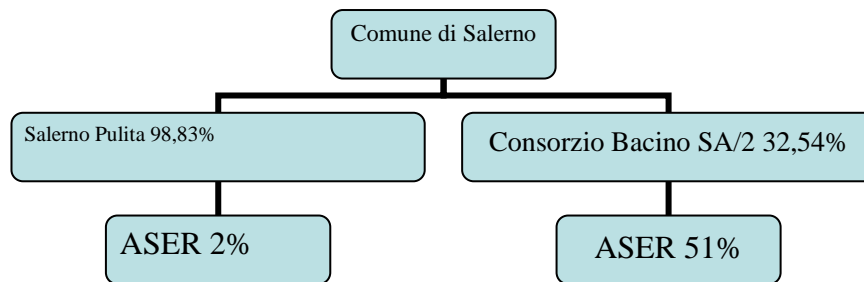 Comune di Salerno
Salerno Pulita 98,83%
Consorzio Bacino SA/2 32,54%
ASER 2%
ASER 51%